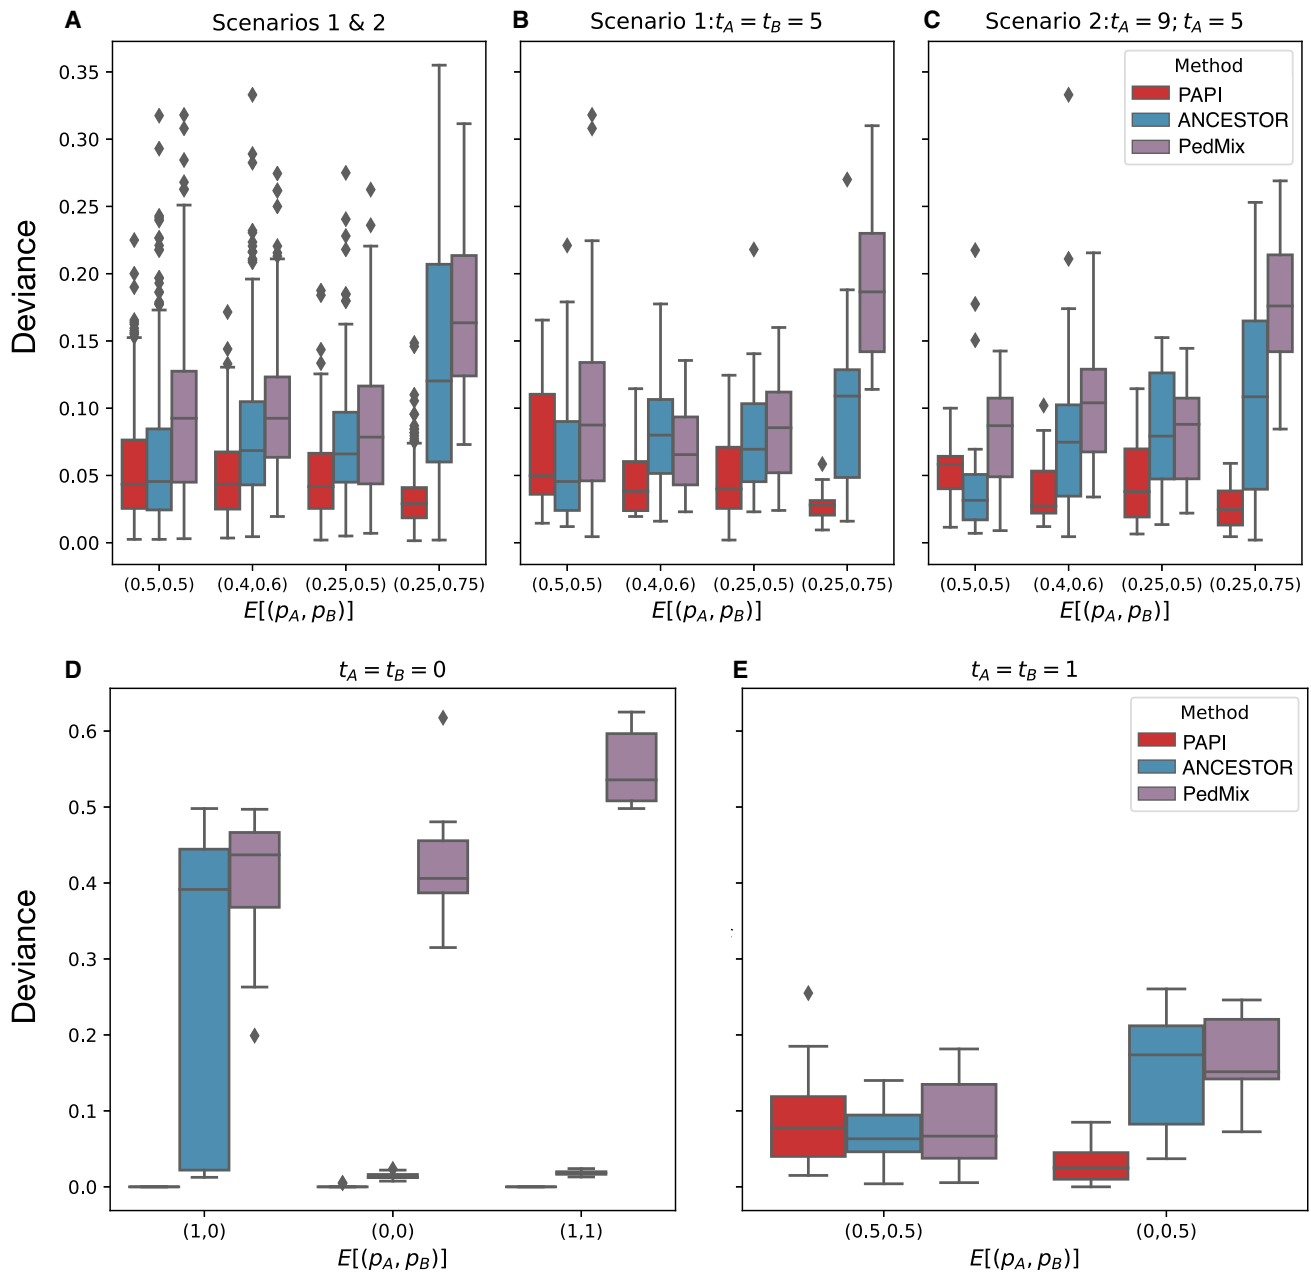 A
Scenarios 1 & 2
Deviance
0.35
0.30
0.25
0.20
0.15
0.10
0.05
0.00
(0.5,0.5)
(0.4,0.6)
(0.25,0.5)
(0.25,0.75)
E[(p_A, p_B)]
B
Scenario 1:t_A = t_B = 5
(0.5,0.5)
(0.4,0.6)
(0.25,0.5)
(0.25,0.75)
E[(p_A, p_B)]
C
Scenario 2:t_A = 9; t_A = 5
Method
PAPI
ANCESTOR
PedMix
(0.5,0.5)
(0.4,0.6)
(0.25,0.5)
(0.25,0.75)
E[(p_A, p_B)]
D
t_A = t_B = 0
Deviance
0.6
0.5
0.4
0.3
0.2
0.1
0.0
(1,0)
(0,0)
(1,1)
E[(p_A, p_B)]
E
t_A = t_B = 1
Method
PAPI
ANCESTOR
PedMix
(0.5,0.5)
(0,0.5)
E[(p_A, p_B)]